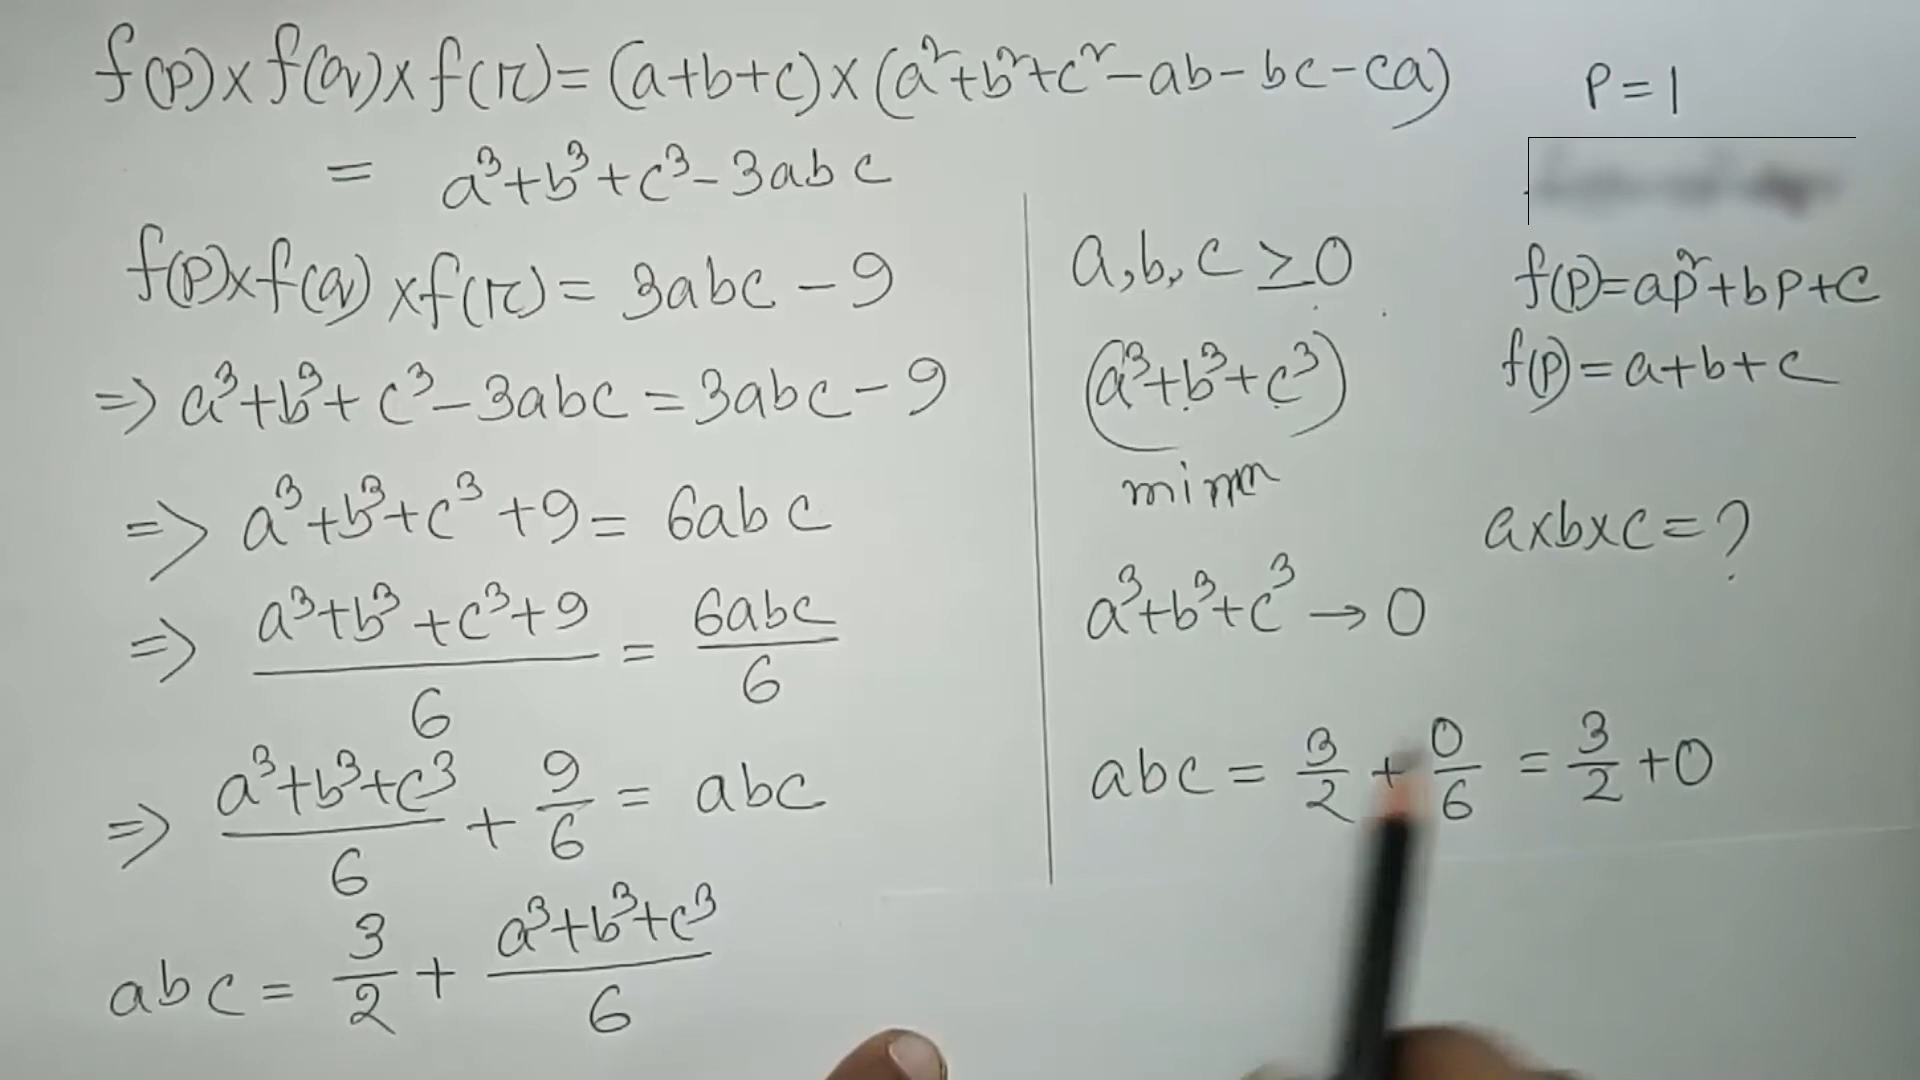 f(p)×f(q)×f(r)=(a+b+c)×(a²+b²+c²-ab-bc-ca)
= a³+b³+c³-3abc
f(p)×f(q)×f(r)= 3abc-9
=> a³+b³+c³-3abc=3abc-9
=> a³+b³+c³+9= 6abc
=> (a³+b³+c³+9)/6 = 6abc/6
=> (a³+b³+c³)/6 + 9/6 = abc
abc = 3/2 + (a³+b³+c³)/6
a,b,c ≥0
(a³+b³+c³)
minm
a³+b³+c³→0
abc = 3/2 + 0/6 = 3/2 +0
P=1
f(p)=ap²+bp+c
f(p)=a+b+c
a×b×c=?